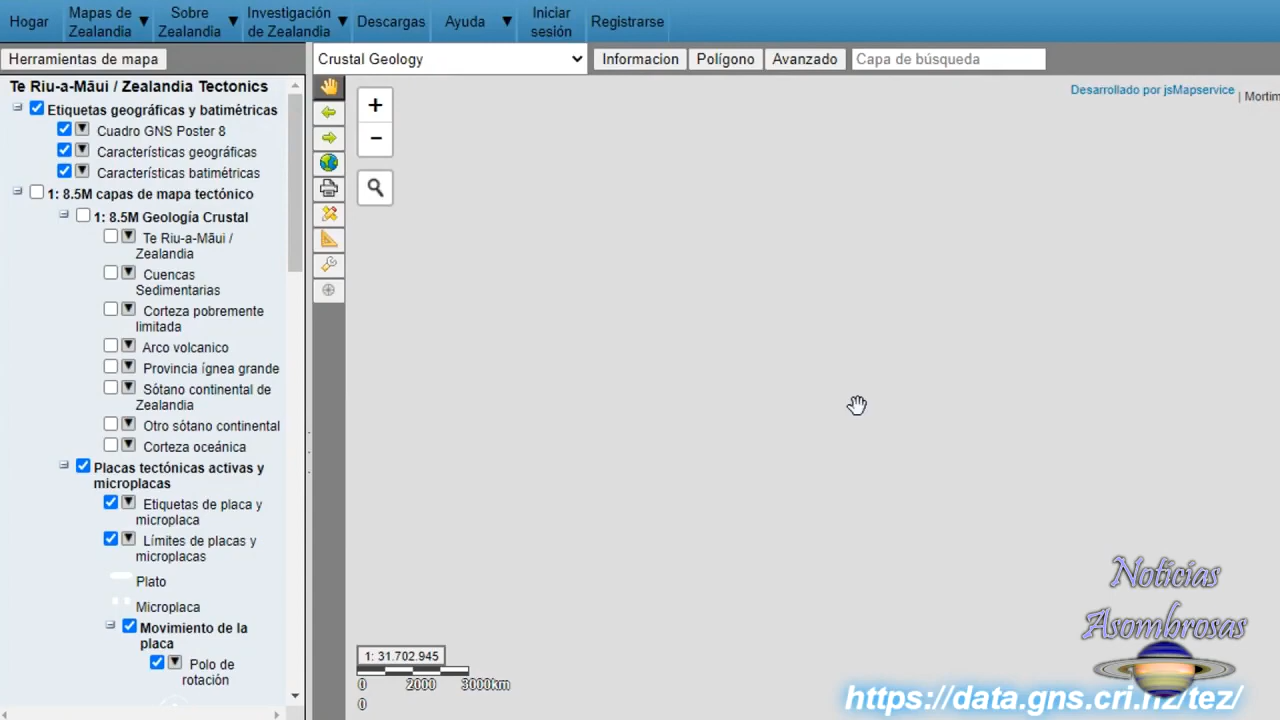 Hogar
Mapas de Zealandia
Sobre Zealandia
Investigación de Zealandia
Descargas
Ayuda
Iniciar sesión
Registrarse
Herramientas de mapa
Crustal Geology
Informacion
Polígono
Avanzado
Capa de búsqueda
Te Riu-a-Māui / Zealandia Tectonics
Etiquetas geográficas y batimétricas
Cuadro GNS Poster 8
Características geográficas
Características batimétricas
1: 8.5M capas de mapa tectónico
1: 8.5M Geología Crustal
Te Riu-a-Māui /
Zealandia
Cuencas
Sedimentarias
Corteza pobremente
limitada
Arco volcanico
Provincia ígnea grande
Sótano continental de
Zealandia
Otro sótano continental
Corteza oceánica
Placas tectónicas activas y
microplacas
Etiquetas de placa y
microplaca
Límites de placas y
microplacas
Plato
Microplaca
Movimiento de la
placa
Polo de
rotación
+
−
Desarrollado por jsMapservice | Mortim
1: 31.702.945
0 2000 3000km
0
Noticias
Asombrosas
https://data.gns.cri.nz/tez/